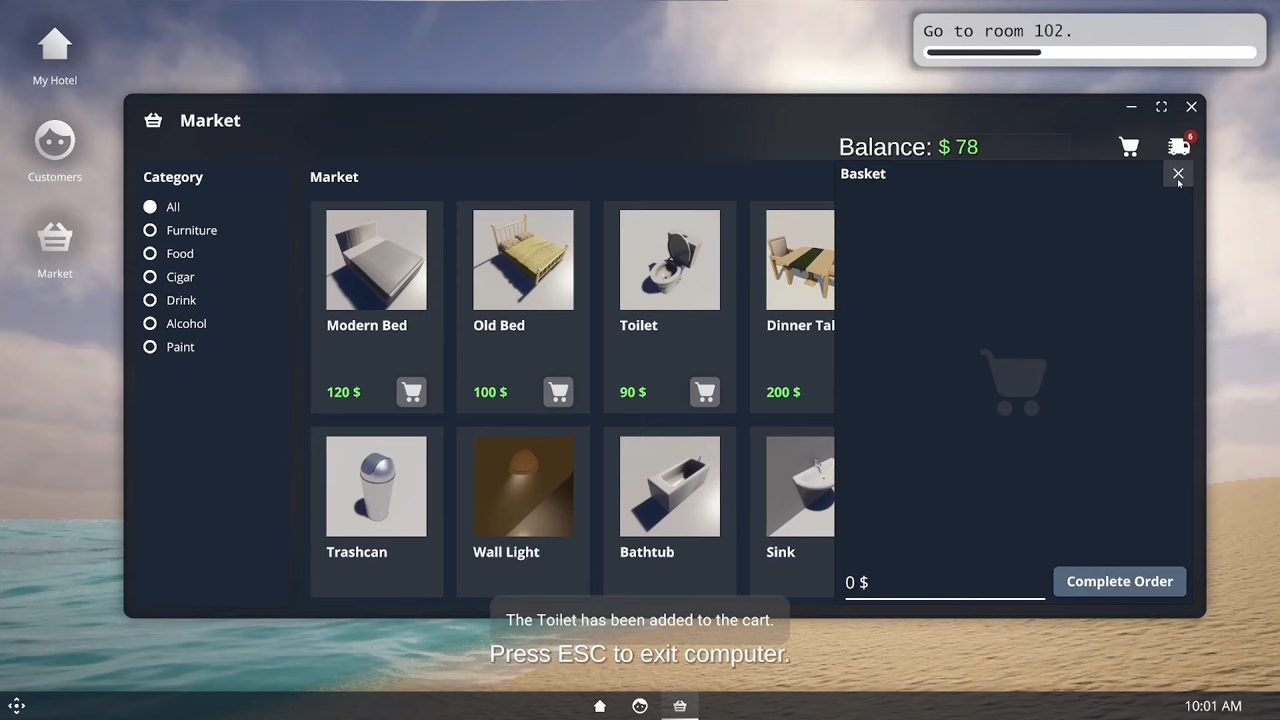 Go to room 102.
My Hotel
Customers
Market
Market
Balance: $ 78
6
Category
All
Furniture
Food
Cigar
Drink
Alcohol
Paint
Market
Modern Bed
120 $
Old Bed
100 $
Toilet
90 $
Dinner Tal
200 $
Trashcan
Wall Light
Bathtub
Sink
Basket
0 $
Complete Order
The Toilet has been added to the cart.
Press ESC to exit computer.
10:01 AM